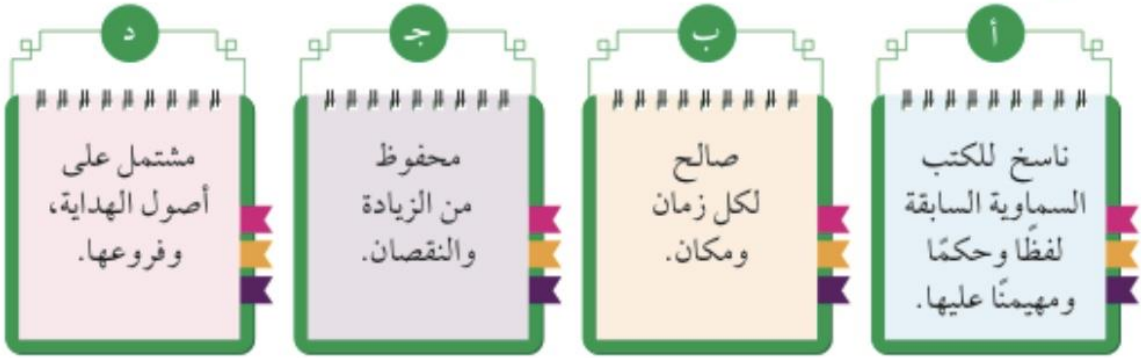 أ
ناسخ للكتب
السماوية السابقة
لفظًا وحكمًا
ومهيمنًا عليها.
ب
صالح
لكل زمان
ومكان.
جـ
محفوظ
من الزيادة
والنقصان.
د
مشتمل على
أصول الهداية،
وفروعها.